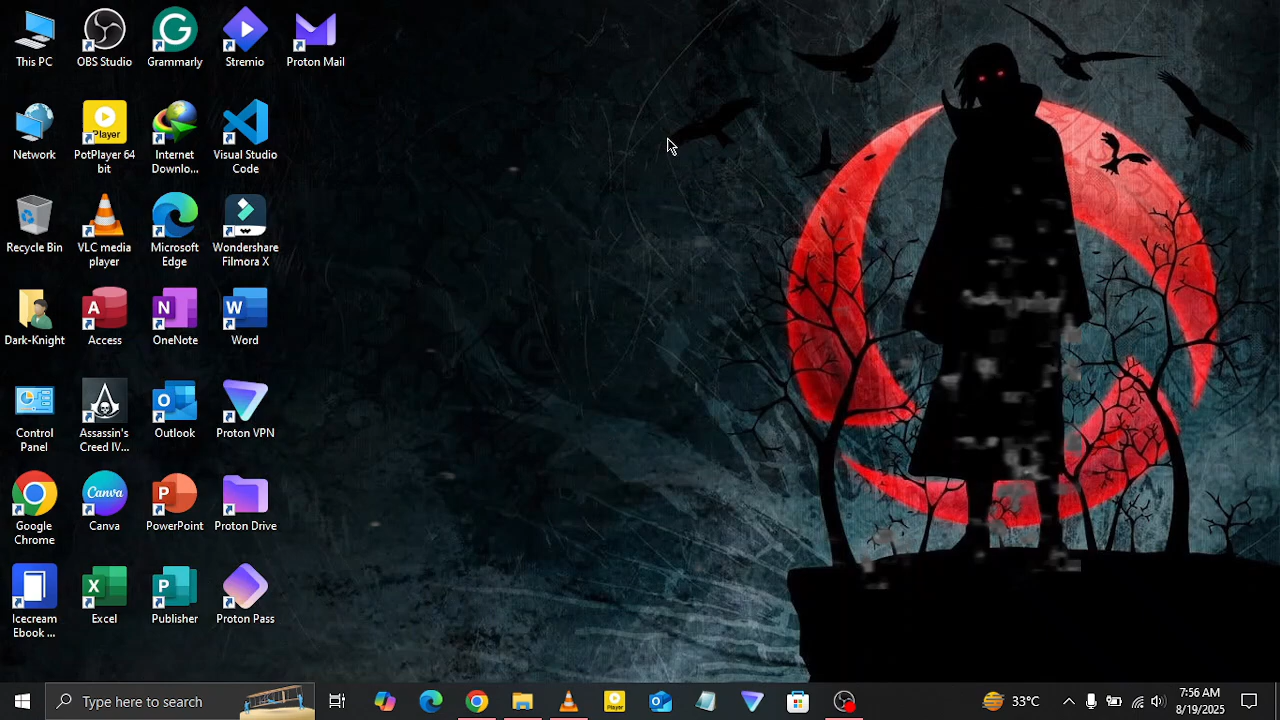 This PC
OBS Studio
Grammarly
Stremio
Proton Mail
Network
Player
PotPlayer 64
bit
Internet
Downlo...
Visual Studio
Code
Recycle Bin
VLC media
player
Microsoft
Edge
Wondershare
Filmora X
Dark-Knight
Access
OneNote
Word
Control
Panel
Assassin's
Creed IV...
Outlook
Proton VPN
Google
Chrome
Canva
Canva
PowerPoint
Proton Drive
Icecream
Ebook ...
Excel
Publisher
Proton Pass
Type here to search
Player
33°C
7:56 AM
8/19/2025